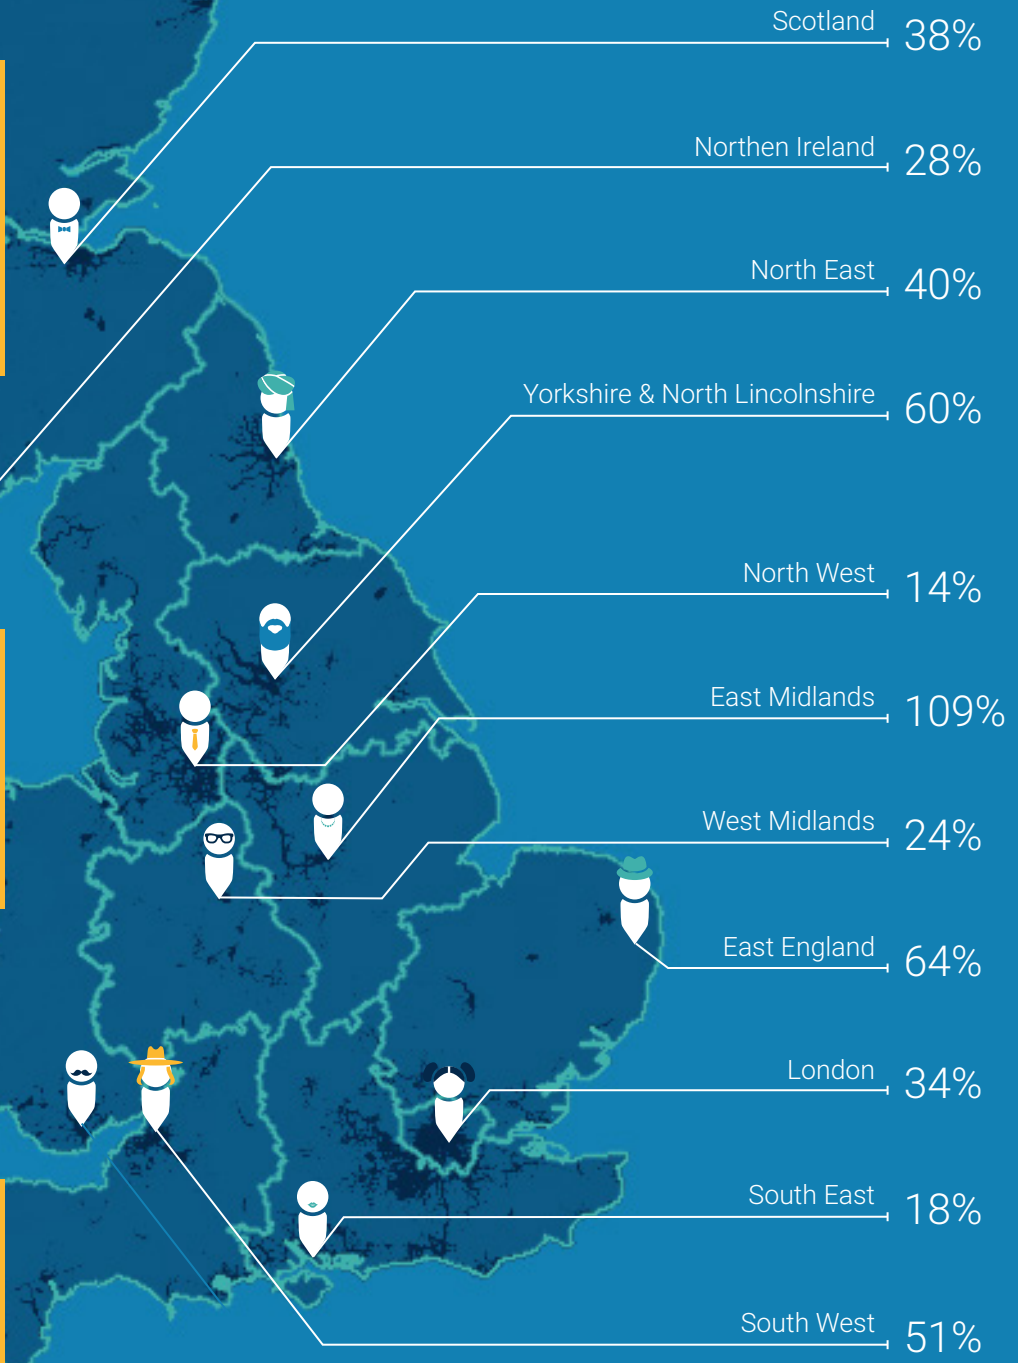 Scotland 38%
Northen Ireland 28%
North East 40%
Yorkshire & North Lincolnshire 60%
North West 14%
East Midlands 109%
West Midlands 24%
East England 64%
London 34%
South East 18%
South West 51%